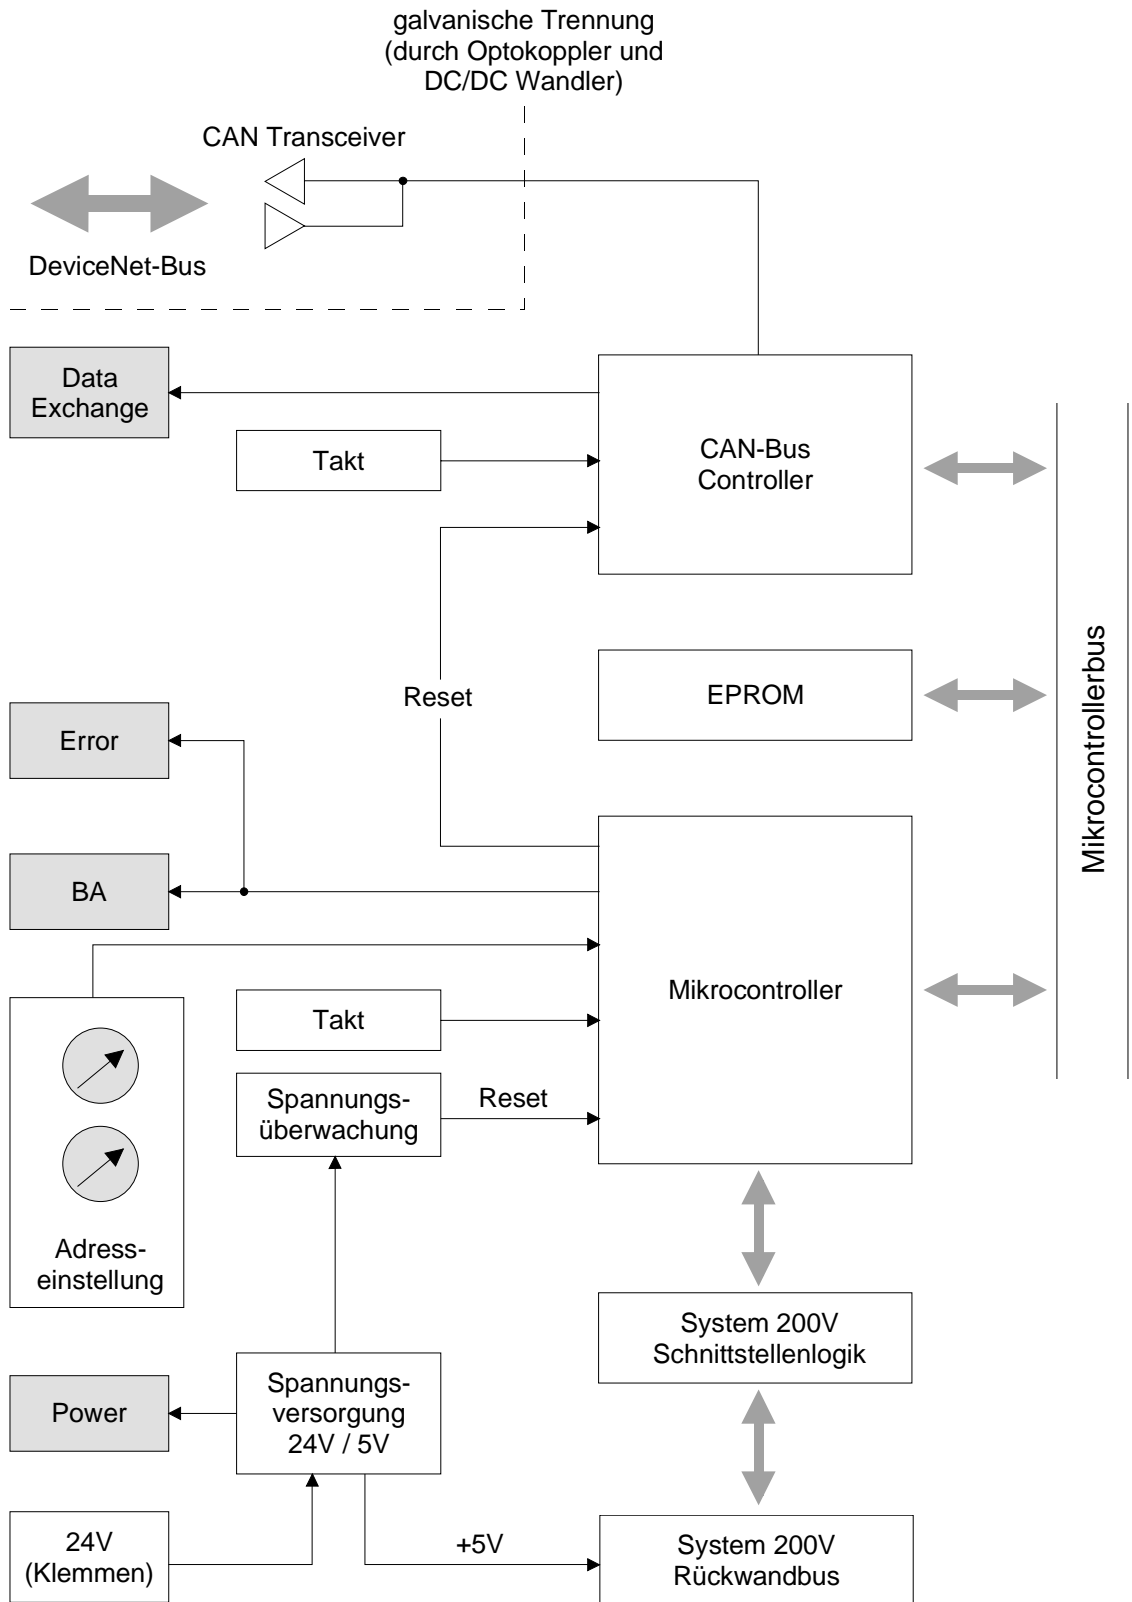 galvanische Trennung
(durch Optokoppler und
DC/DC Wandler)
CAN Transceiver
DeviceNet-Bus
Data
Exchange
Takt
CAN-Bus
Controller
Reset
EPROM
Mikrocontrollerbus
Error
BA
Mikrocontroller
Takt
Spannungs-
überwachung
Reset
Adress-
einstellung
System 200V
Schnittstellenlogik
Power
Spannungs-
versorgung
24V / 5V
24V
(Klemmen)
+5V
System 200V
Rückwandbus